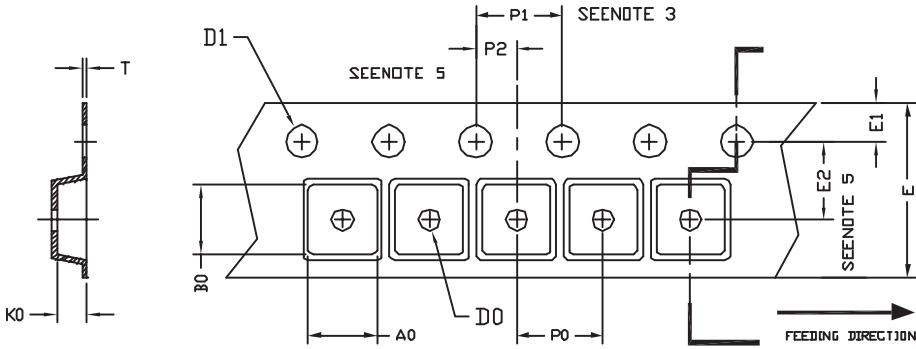 P1
SEENOTE 3
D1
P2
T
SEENOTE 5
E1
E2
E
SEENOTE 5
B0
K0
A0
D0
P0
FEEDING DIRECTION